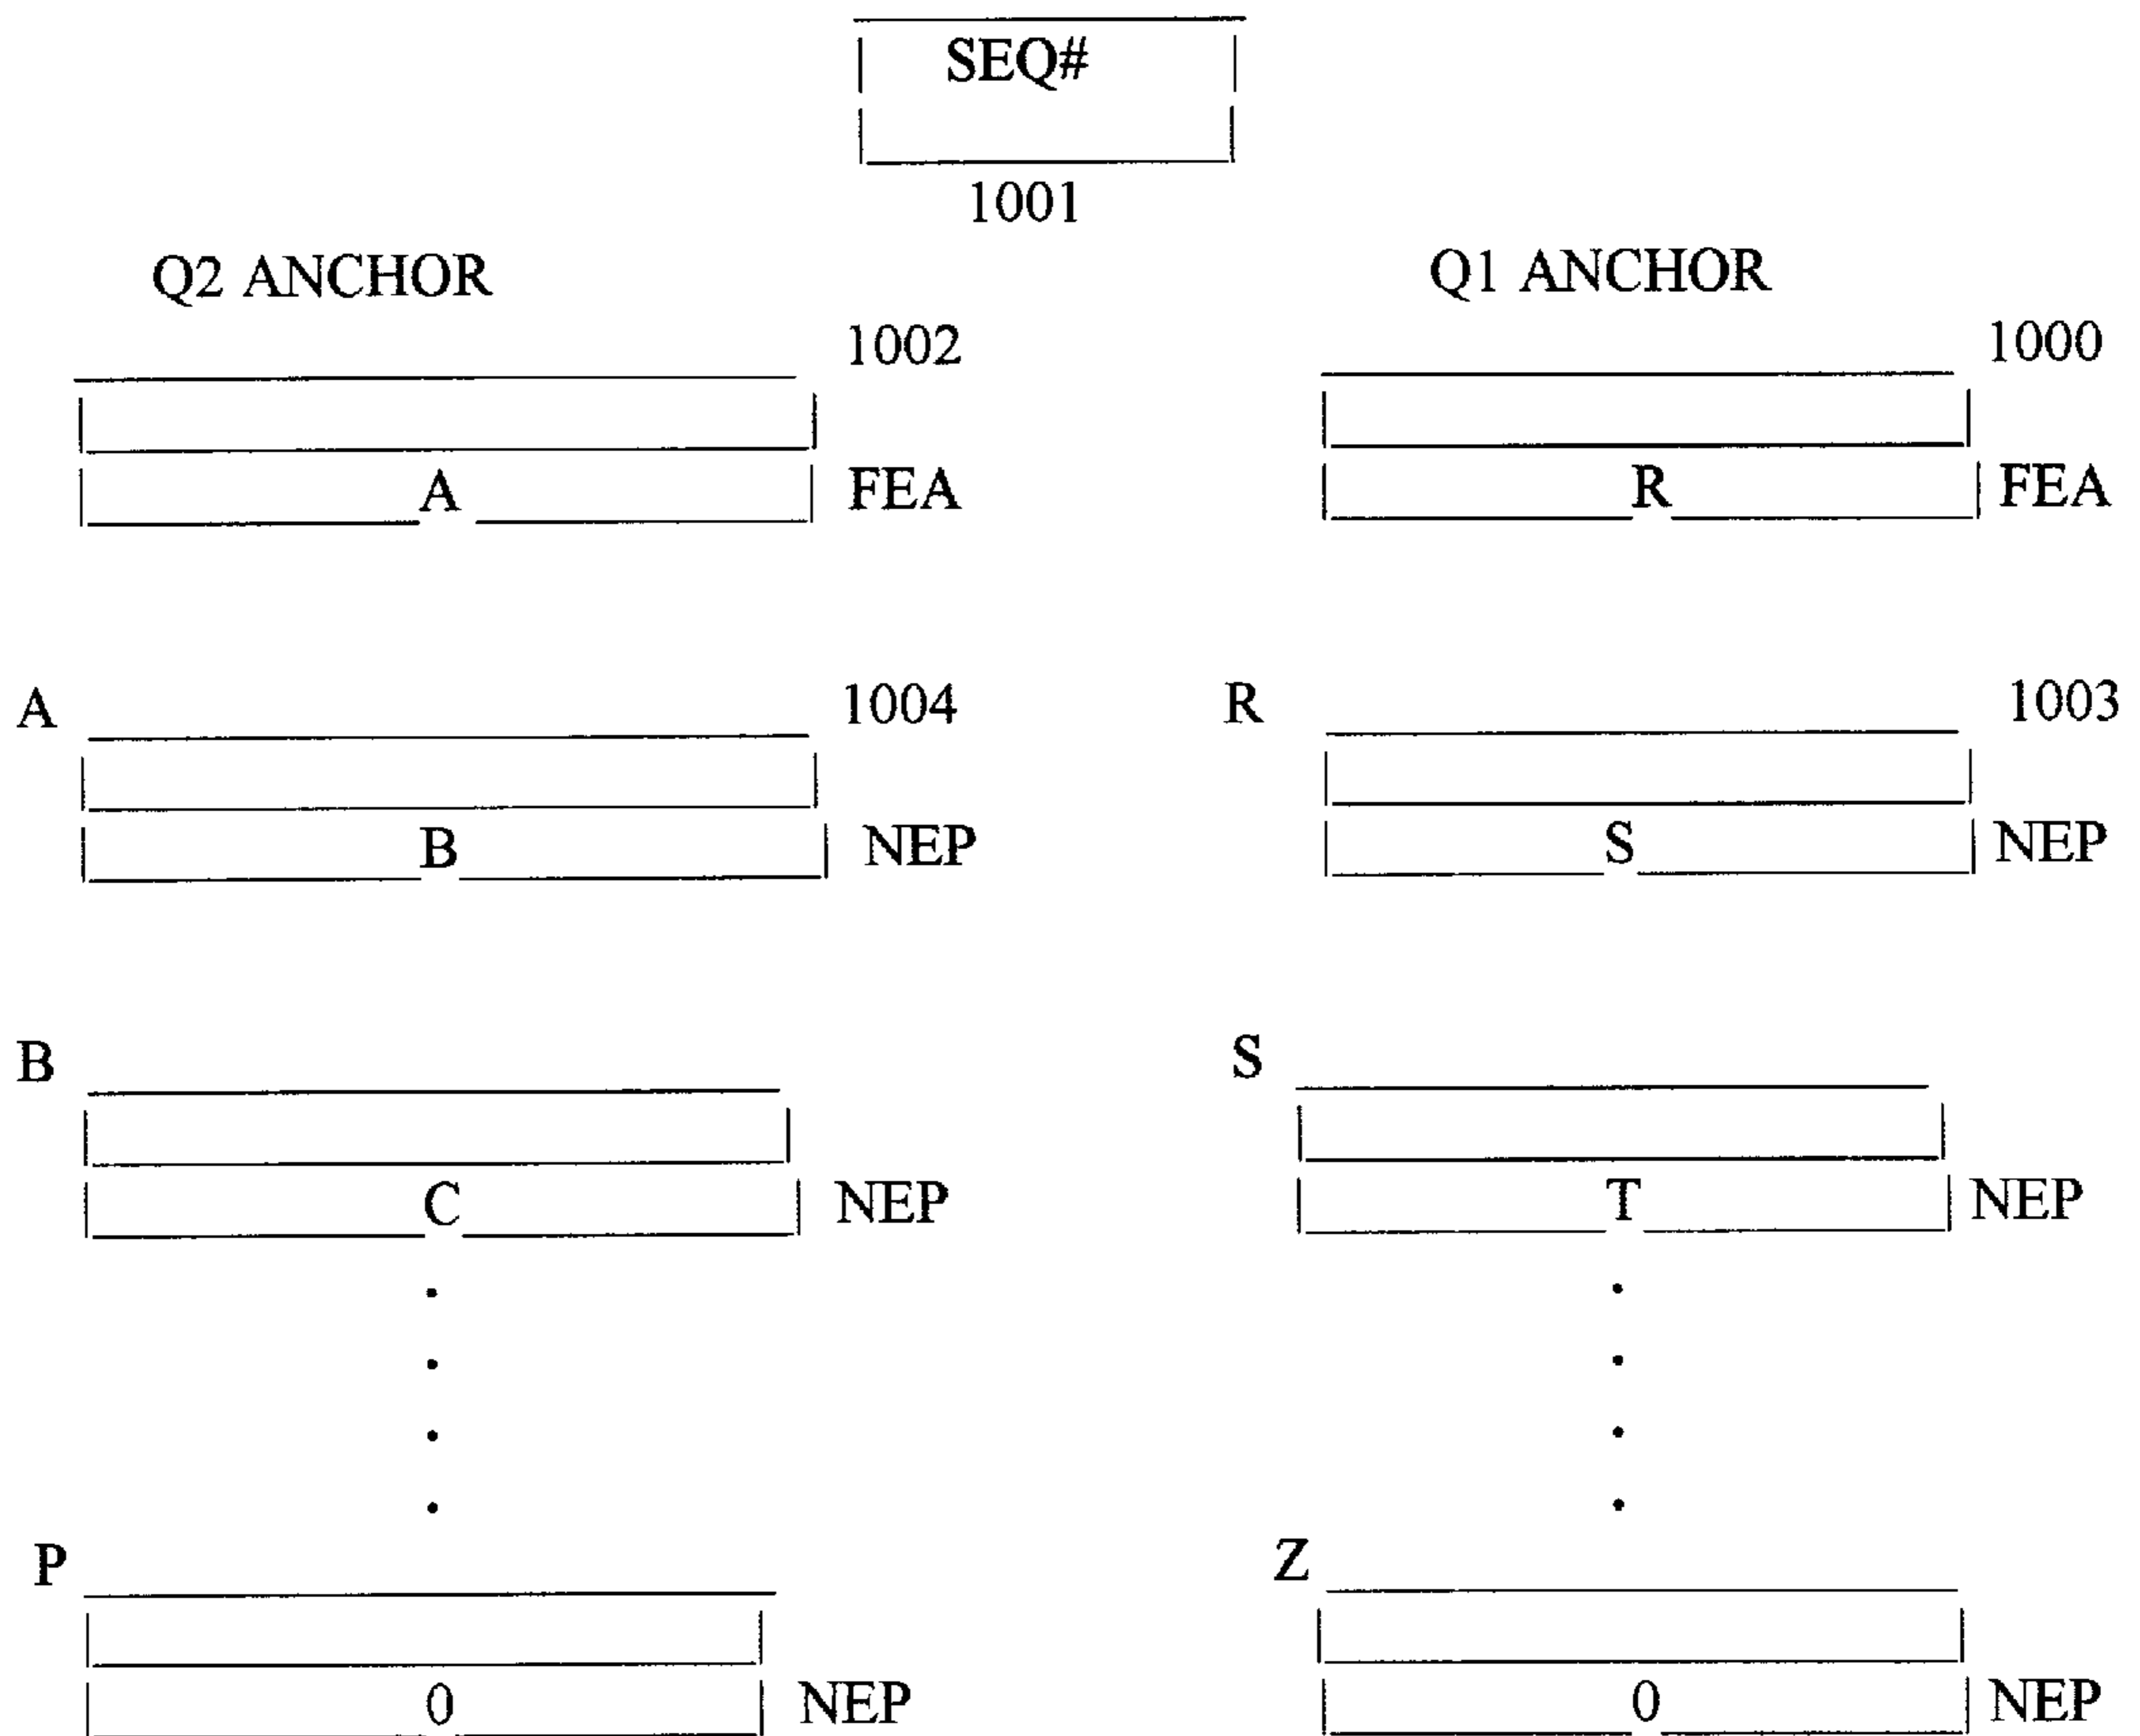 SEQ#
1001
Q2 ANCHOR Q1 ANCHOR
1002 1000
A FEA R FEA
A 1004 R 1003
B NEP S NEP
B S
C NEP T NEP
P Z
0 NEP 0 NEP